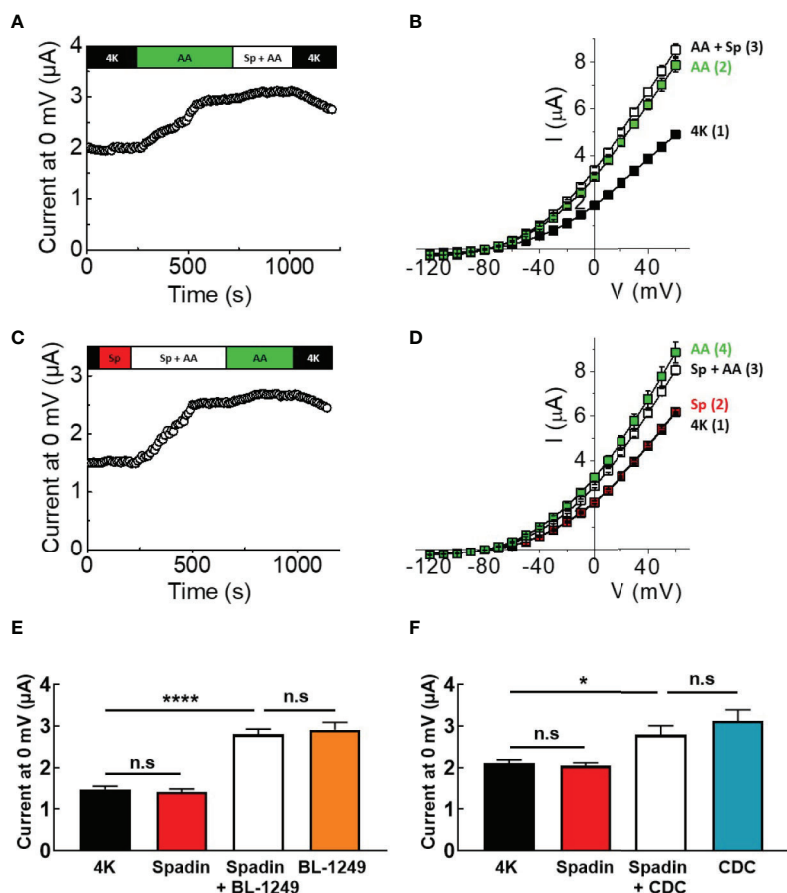 A
4K AA Sp + AA 4K
Current at 0 mV (µA)
4
3
2
1
0
0 500 1000
Time (s)
B
AA + Sp (3)
AA (2)
4K (1)
I (µA)
8
6
4
2
-120 -80 -40 0 40
V (mV)
C
Sp Sp + AA AA 4K
Current at 0 mV (µA)
3
2
1
0
0 500 1000
Time (s)
D
AA (4)
Sp + AA (3)
Sp (2)
4K (1)
I (µA)
8
6
4
-120 -80 -40 0 40
V (mV)
E
Current at 0 mV (µA)
4
3
2
1
0
****
n.s
n.s
4K Spadin Spadin BL-1249
+ BL-1249
F
Current at 0 mV (µA)
4
3
2
1
0
*
n.s
n.s
4K Spadin Spadin CDC
+ CDC